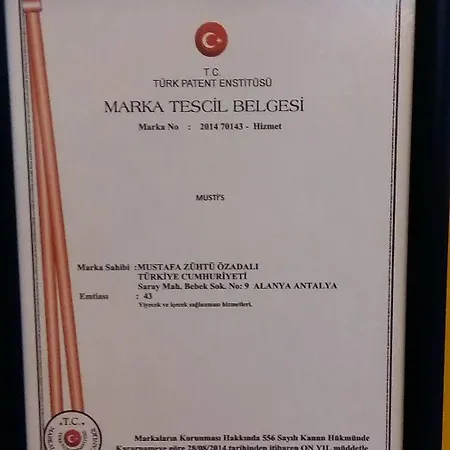 T.C.
TÜRK PATENT ENSTİTÜSÜ
MARKA TESCİL BELGESİ
Marka No : 2014 70143 - Hizmet
MUSTİ'S
Marka Sahibi :MUSTAFA ZÜHTÜ ÖZADALI
TÜRKİYE CUMHURİYETİ
Saray Mah. Bebek Sok. No: 9 ALANYA ANTALYA
Emtiası : 43
Yiyecek ve içecek sağlanması hizmetleri.
T.C.
Markaların Korunması Hakkında 556 Sayılı Kanun Hükmünde
Kararnameye göre 28/08/2014 tarihinden itibaren ON YIL müddetle